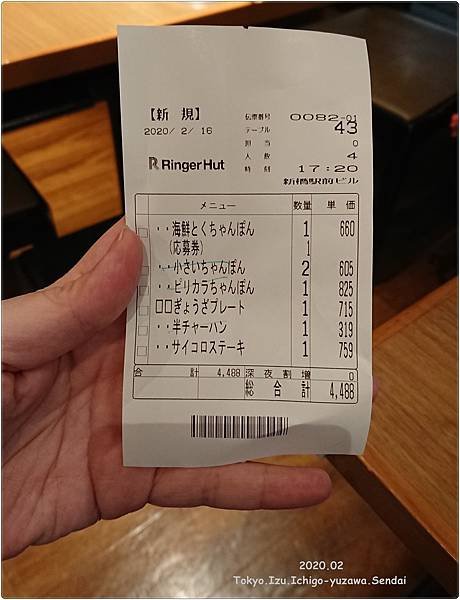 【新 規】 伝票番号 0082-01
2020/ 2/ 16 テーブル 43
担 当 0
RingerHut 人 数 4
時 刻 17:20
新橋駅前ビル
メニュー 数量 単 価
・・海鮮とくちゃんぽん 1 660
(応募券) 1
・・小さいちゃんぽん 2 605
・・ピリカラちゃんぽん 1 825
□□ぎょうざプレート 1 715
・・半チャーハン 1 319
・・サイコロステーキ 1 759
合 計 4,488 深 夜 割 増 0
総 合 計 4,488
2020.02
Tokyo.Izu.Ichigo-yuzawa.Sendai